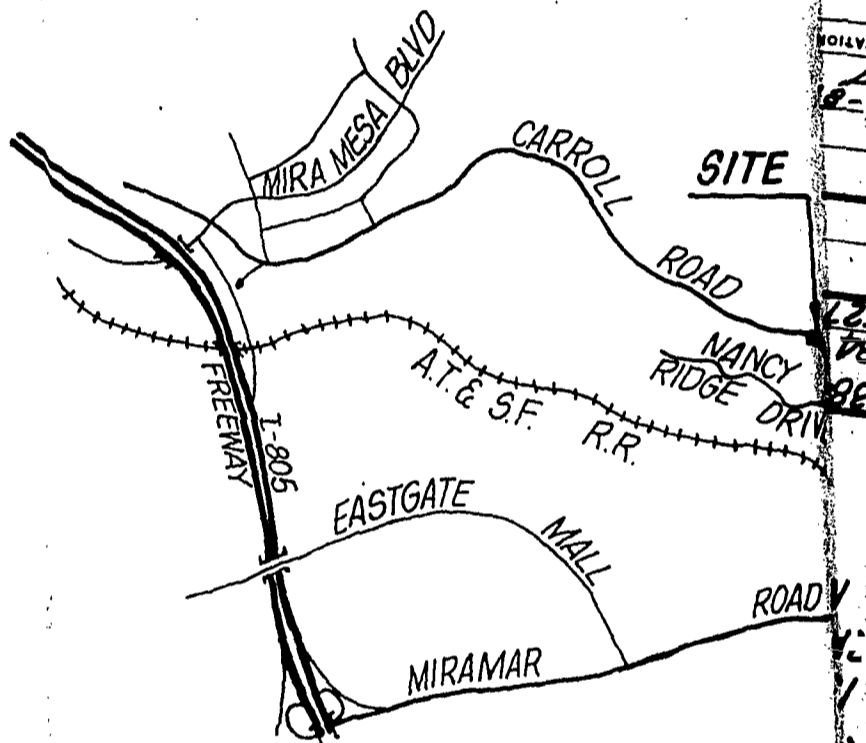 MIRA MESA BLVD
CARROLL
ROAD
SITE
NANCY
RIDGE DRIV
A.T. & S.F. R.R.
FREEWAY
I-805
EASTGATE
MALL
ROAD
MIRAMAR